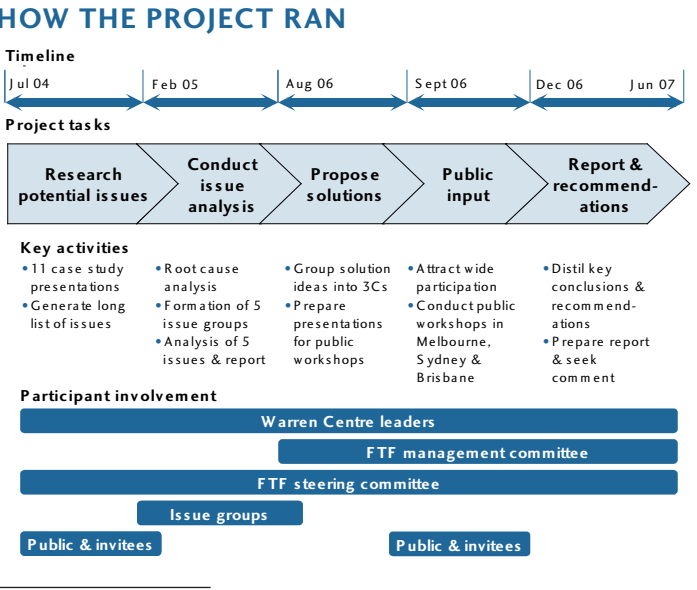 HOW THE PROJECT RAN
Timeline
Jul 04 Feb 05 Aug 06 Sept 06 Dec 06 Jun 07
Project tasks
Research
potential issues
Conduct
issue
analysis
Propose
solutions
Public
input
Report &
recommend-
ations
Key activities
• 11 case study
presentations
• Generate long
list of issues
• Root cause
analysis
• Formation of 5
issue groups
• Analysis of 5
issues & report
• Group solution
ideas into 3Cs
• Prepare
presentations
for public
workshops
• Attract wide
participation
• Conduct public
workshops in
Melbourne,
Sydney &
Brisbane
• Distil key
conclusions &
recommend-
ations
• Prepare report
& seek
comment
Participant involvement
Warren Centre leaders
FTF management committee
FTF steering committee
Issue groups
Public & invitees Public & invitees